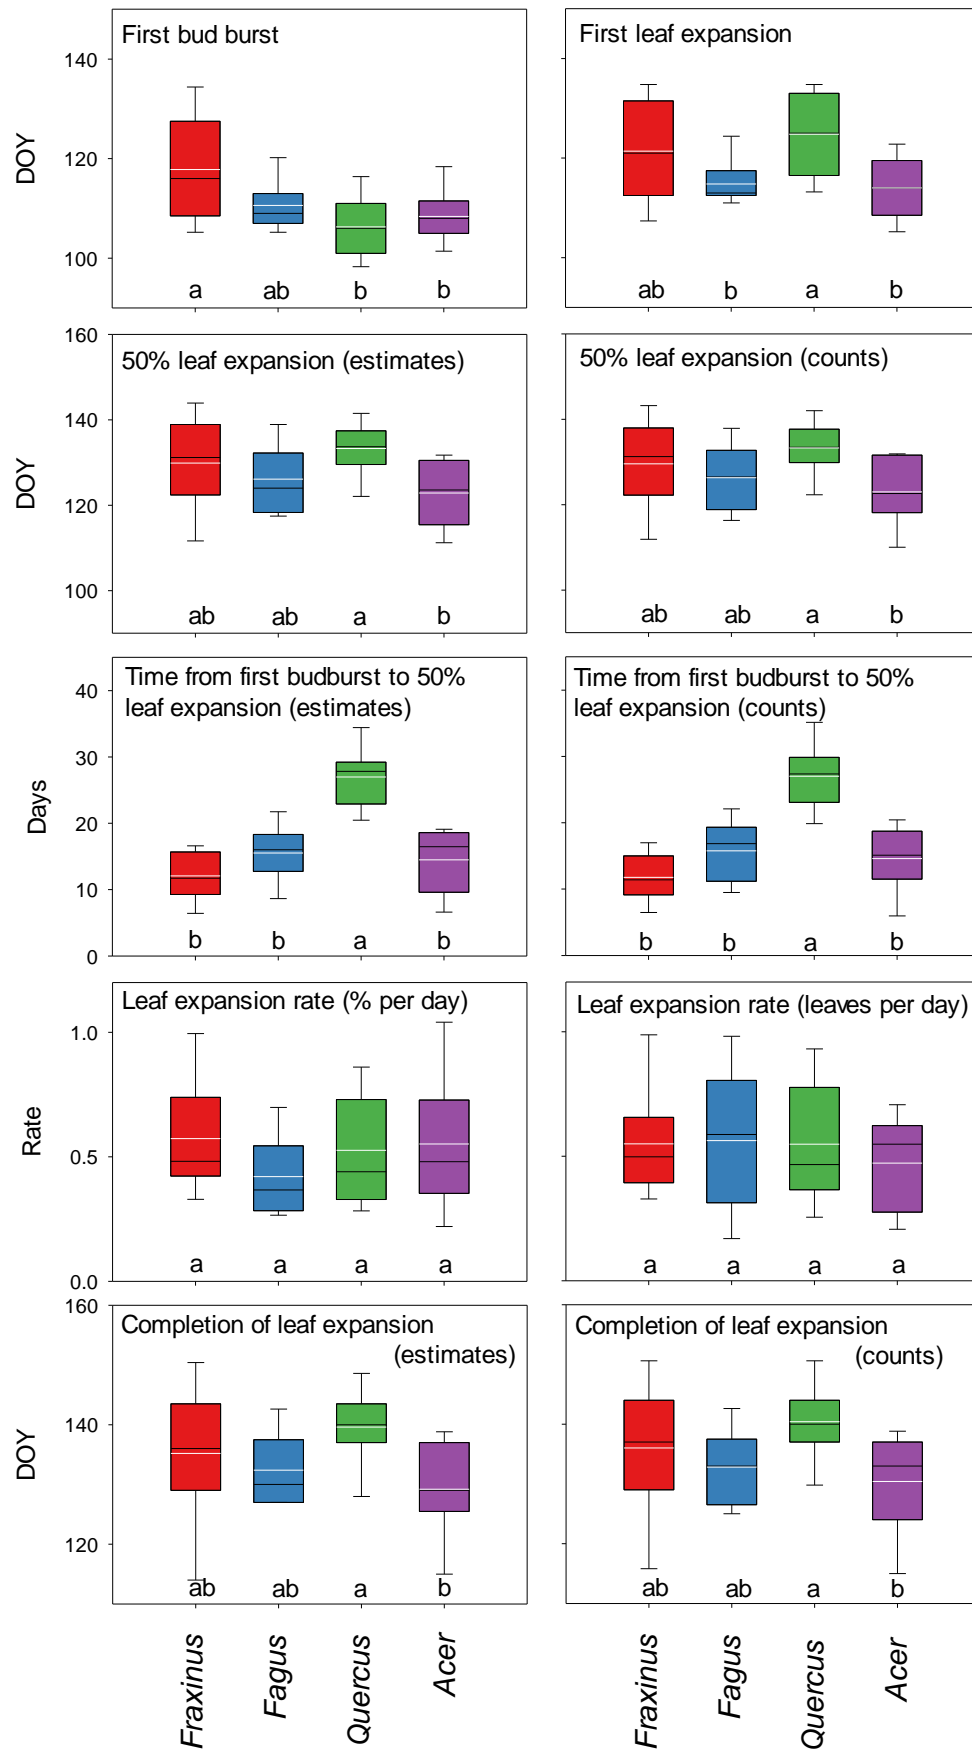 First bud burst
First leaf expansion
140
120
100
DOY
a ab b b
ab b a b
160
140
120
100
DOY
50% leaf expansion (estimates)
50% leaf expansion (counts)
ab ab a b
ab ab a b
Time from first budburst to 50%
leaf expansion (estimates)
Time from first budburst to 50%
leaf expansion (counts)
40
30
20
10
0
Days
b b a b
b b a b
Leaf expansion rate (% per day)
Leaf expansion rate (leaves per day)
1.0
0.5
0.0
Rate
a a a a
a a a a
160
140
120
DOY
Completion of leaf expansion
(estimates)
Completion of leaf expansion
(counts)
ab ab a b
ab ab a b
Fraxinus
Fagus
Quercus
Acer
Fraxinus
Fagus
Quercus
Acer